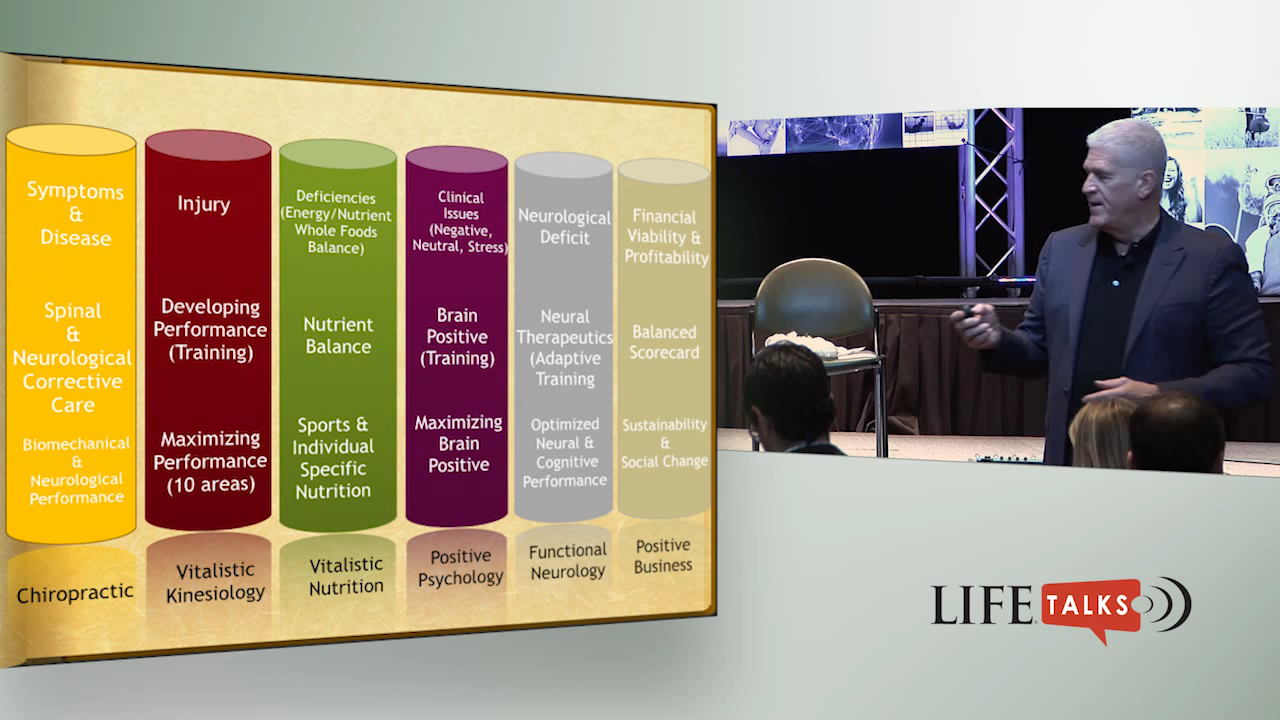 Symptoms
&
Disease
Spinal
&
Neurological
Corrective
Care
Biomechanical
&
Neurological
Performance
Chiropractic
Injury
Developing
Performance
(Training)
Maximizing
Performance
(10 areas)
Vitalistic
Kinesiology
Deficiencies
(Energy/Nutrient
Whole Foods
Balance)
Nutrient
Balance
Sports &
Individual
Specific
Nutrition
Vitalistic
Nutrition
Clinical
Issues
(Negative,
Neutral, Stress)
Brain
Positive
(Training)
Maximizing
Brain
Positive
Positive
Psychology
Neurological
Deficit
Neural
Therapeutics
(Adaptive
Training
Optimized
Neural &
Cognitive
Performance
Functional
Neurology
Financial
Viability &
Profitability
Balanced
Scorecard
Sustainability
&
Social Change
Positive
Business
LIFE TALKS